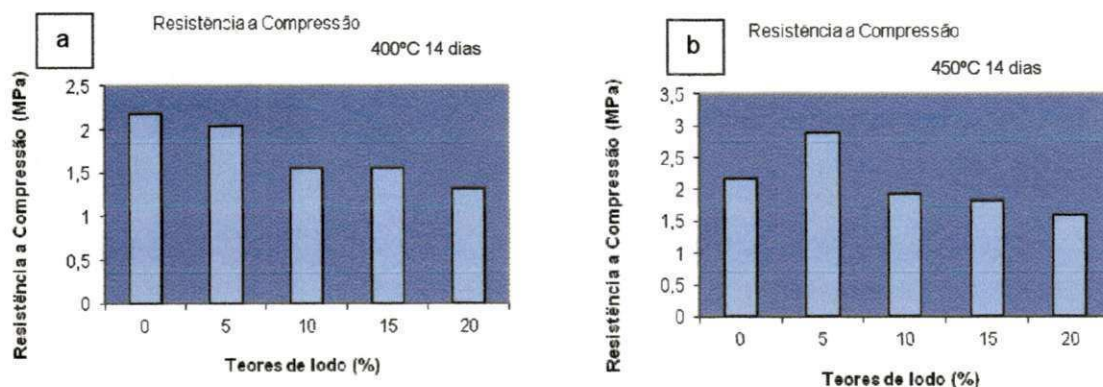 a
Resistência a Compressão
400°C 14 dias
Resistência a Compressão (MPa)
2,5
2
1,5
1
0,5
0
0
5
10
15
20
Teores de lodo (%)
b
Resistência a Compressão
450°C 14 dias
Resistência a Compressão (MPa)
3,5
3
2,5
2
1,5
1
0,5
0
0
5
10
15
20
Teores de lodo (%)